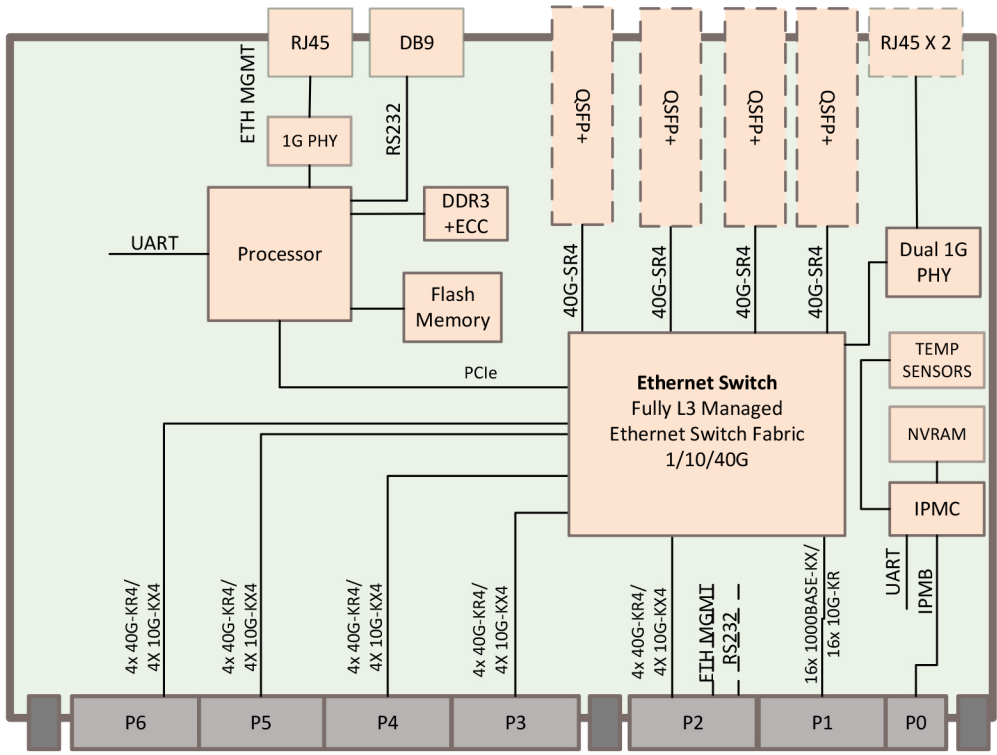 RJ45
DB9
QSFP+
QSFP+
QSFP+
QSFP+
RJ45 X 2
ETH MGMT
1G PHY
RS232
DDR3
+ECC
UART
Processor
Flash
Memory
40G-SR4
40G-SR4
40G-SR4
40G-SR4
Dual 1G
PHY
TEMP
SENSORS
PCIe
Ethernet Switch
Fully L3 Managed
Ethernet Switch Fabric
1/10/40G
NVRAM
IPMC
UART
IPMB
4x 40G-KR4/
4X 10G-KX4
4x 40G-KR4/
4X 10G-KX4
4x 40G-KR4/
4X 10G-KX4
4x 40G-KR4/
4X 10G-KX4
4x 40G-KR4/
4X 10G-KX4
ETH MGMT
RS232
16x 1000BASE-KX/
16x 10G-KR
P6
P5
P4
P3
P2
P1
P0